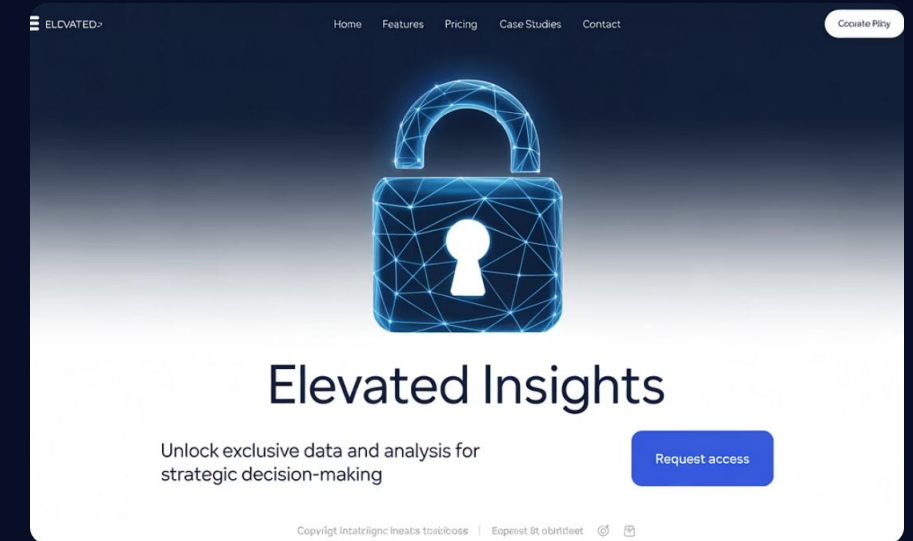 ELEVATED
Home Features Pricing Case Studies Contact
Elevated Insights
Unlock exclusive data and analysis for
strategic decision-making
Request access